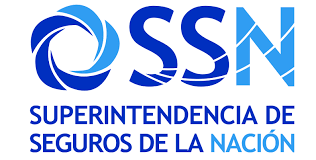 SSN
SUPERINTENDENCIA DE
SEGUROS DE LA NACIÓN